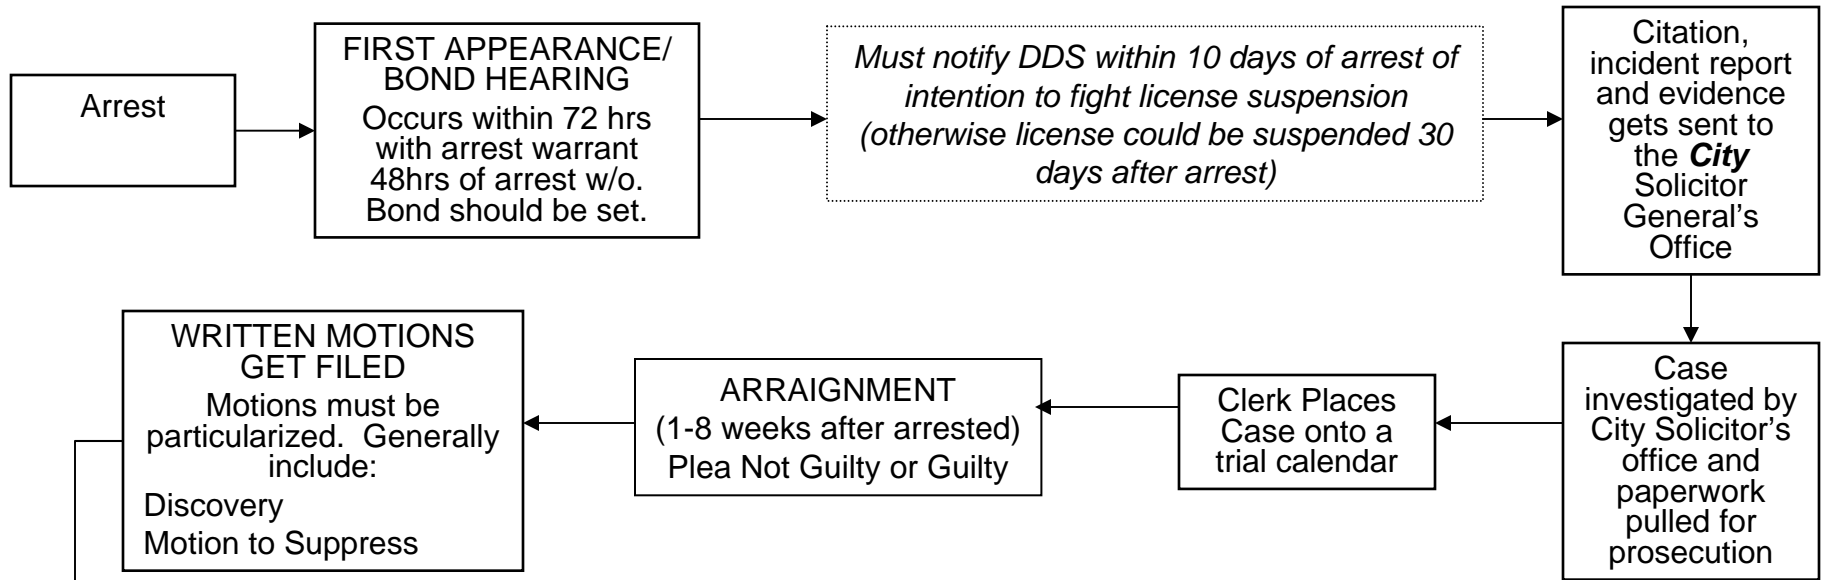 Arrest
FIRST APPEARANCE/
BOND HEARING
Occurs within 72 hrs
with arrest warrant
48hrs of arrest w/o.
Bond should be set.
Must notify DDS within 10 days of arrest of
intention to fight license suspension
(otherwise license could be suspended 30
days after arrest)
Citation,
incident report
and evidence
gets sent to
the City
Solicitor
General’s
Office
Case
investigated by
City Solicitor’s
office and
paperwork
pulled for
prosecution
Clerk Places
Case onto a
trial calendar
ARRAIGNMENT
(1-8 weeks after arrested)
Plea Not Guilty or Guilty
WRITTEN MOTIONS
GET FILED
Motions must be
particularized.  Generally
include:
Discovery
Motion to Suppress